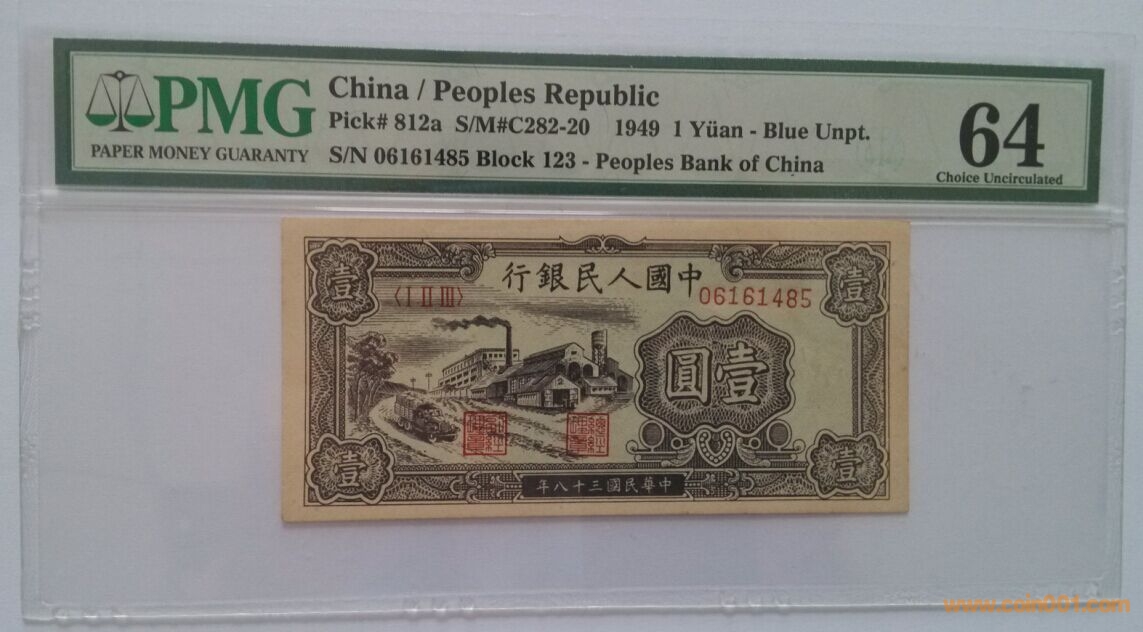 PMG
PAPER MONEY GUARANTY
China / Peoples Republic
Pick# 812a S/M#C282-20 1949 1 Yüan - Blue Unpt.
S/N 06161485 Block 123 - Peoples Bank of China
64
Choice Uncirculated
行銀民人國中
壹
壹
〈I II III〉
06161485
圓壹
壹
壹
年八十三國民華中
www.coin001.com